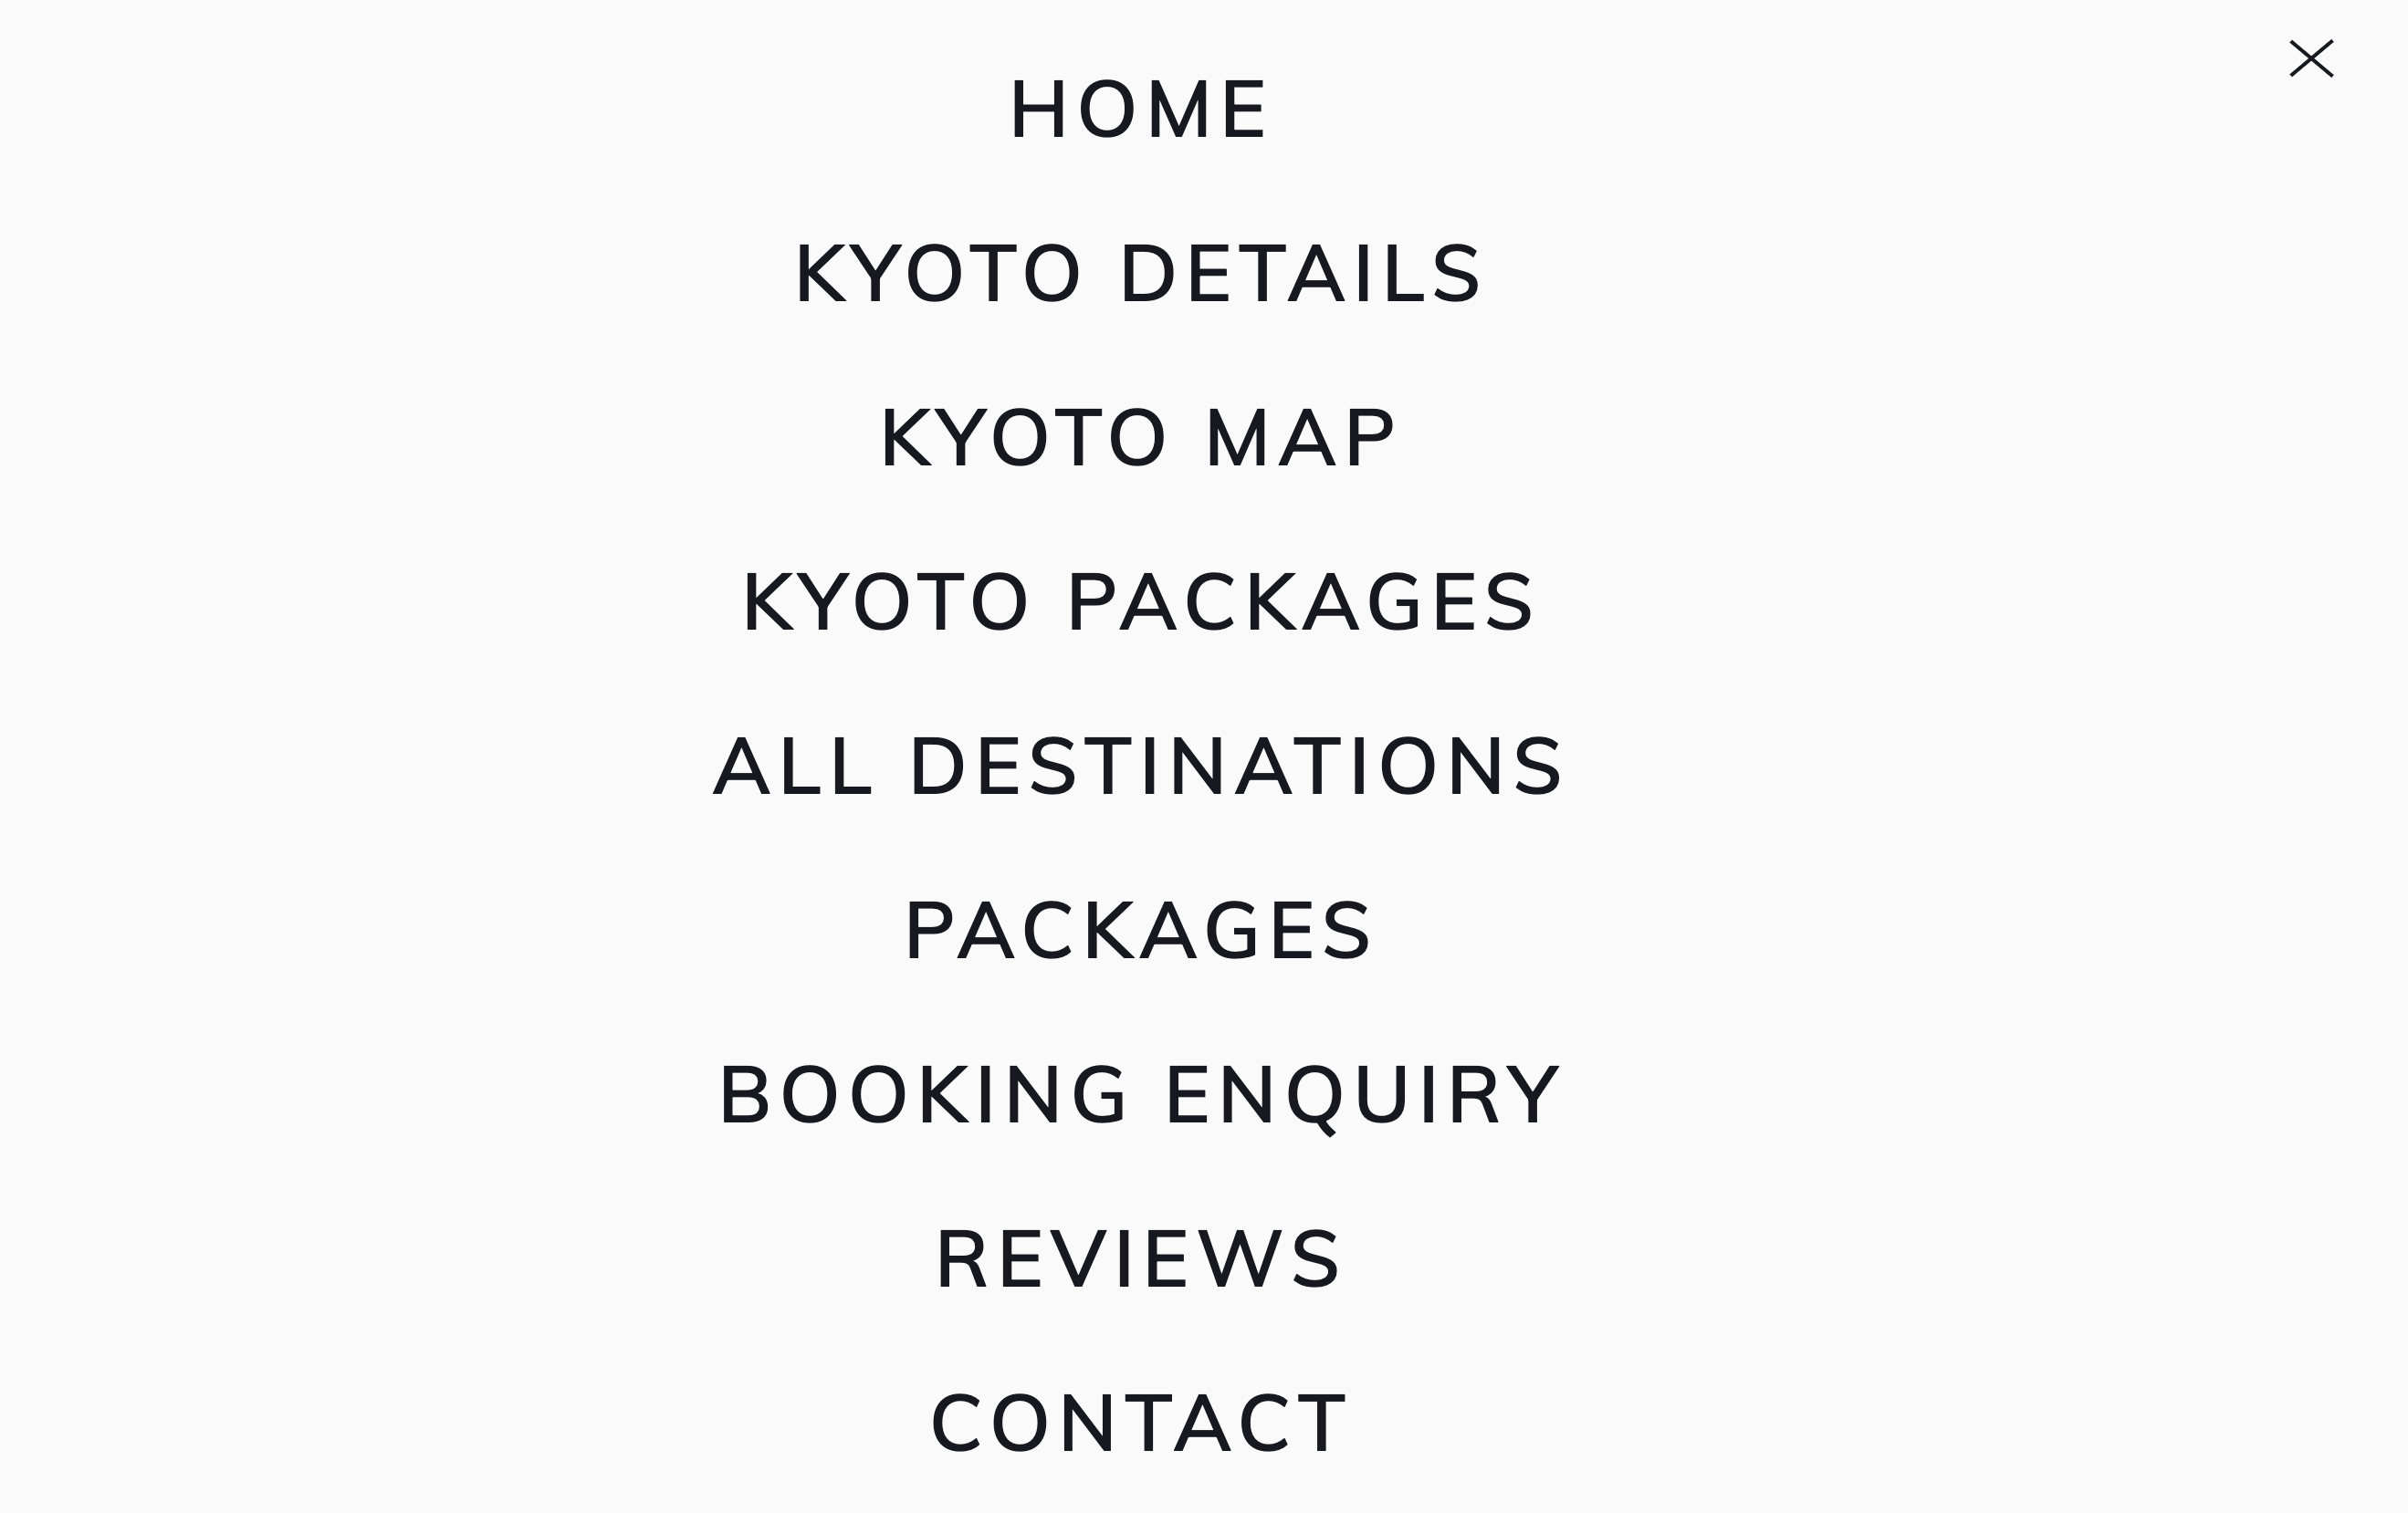 HOME
KYOTO DETAILS
KYOTO MAP
KYOTO PACKAGES
ALL DESTINATIONS
PACKAGES
BOOKING ENQUIRY
REVIEWS
CONTACT